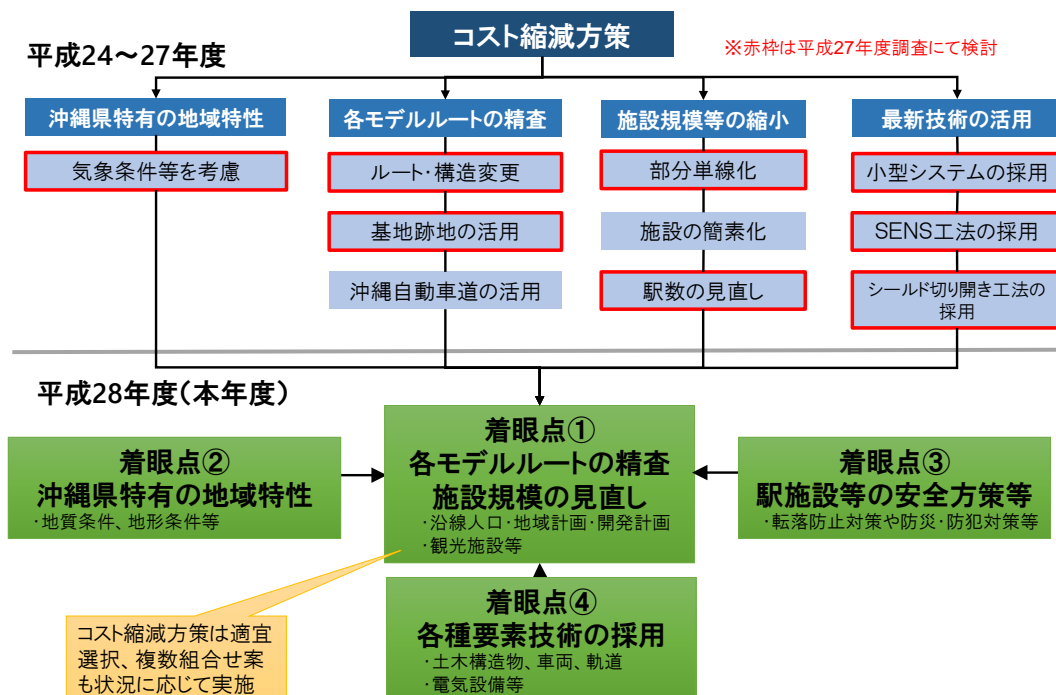 コスト縮減方策
平成24～27年度
※赤枠は平成27年度調査にて検討
沖縄県特有の地域特性
気象条件等を考慮
各モデルルートの精査
ルート・構造変更
基地跡地の活用
沖縄自動車道の活用
施設規模等の縮小
部分単線化
施設の簡素化
駅数の見直し
最新技術の活用
小型システムの採用
SENS工法の採用
シールド切り開き工法の
採用
平成28年度（本年度）
着眼点①
各モデルルートの精査
施設規模の見直し
・沿線人口・地域計画・開発計画
・観光施設等
着眼点②
沖縄県特有の地域特性
・地質条件、地形条件等
着眼点③
駅施設等の安全方策等
・転落防止対策や防災・防犯対策等
着眼点④
各種要素技術の採用
・土木構造物、車両、軌道
・電気設備等
コスト縮減方策は適宜
選択、複数組合せ案
も状況に応じて実施